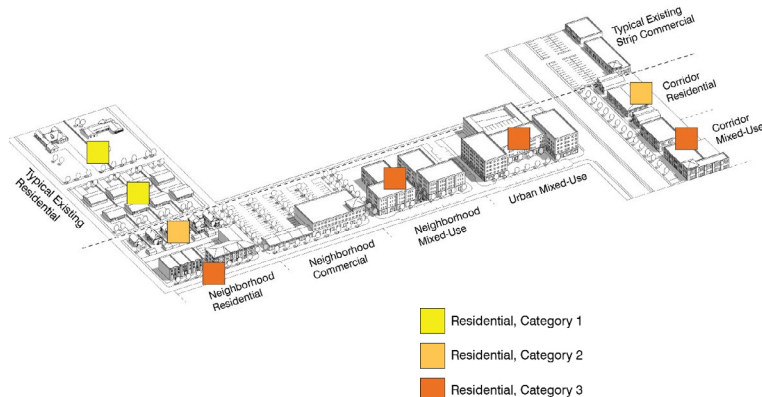 Typical Existing
Strip Commercial
Corridor
Residential
Corridor
Mixed-Use
Typical Existing
Residential
Neighborhood
Residential
Neighborhood
Commercial
Neighborhood
Mixed-Use
Urban Mixed-Use
Residential, Category 1
Residential, Category 2
Residential, Category 3